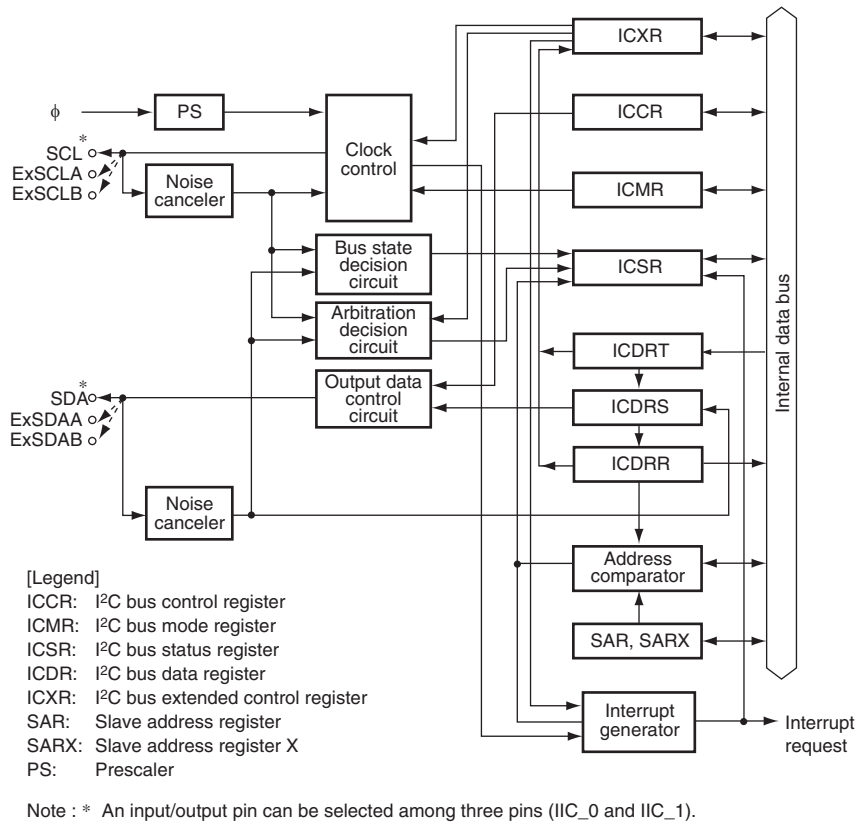 ICXR
ϕ
PS
ICCR
SCL *
ExSCLA
ExSCLB
Clock
control
Noise
canceler
ICMR
Bus state
decision
circuit
ICSR
Arbitration
decision
circuit
Internal data bus
ICDRT
SDA *
ExSDAA
ExSDAB
Output data
control
circuit
ICDRS
ICDRR
Noise
canceler
Address
comparator
SAR, SARX
Interrupt
generator
Interrupt
request
[Legend]
ICCR: I²C bus control register
ICMR: I²C bus mode register
ICSR: I²C bus status register
ICDR: I²C bus data register
ICXR: I²C bus extended control register
SAR: Slave address register
SARX: Slave address register X
PS: Prescaler
Note : * An input/output pin can be selected among three pins (IIC_0 and IIC_1).